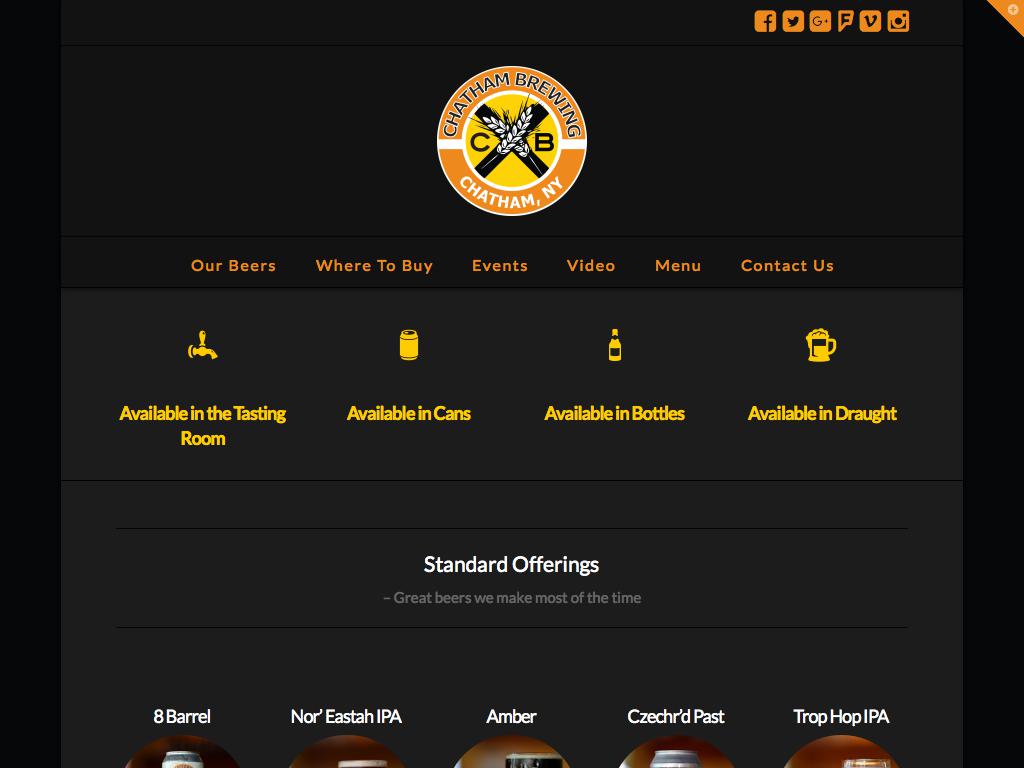 CHATHAM BREWING
C B
CHATHAM, NY
Our Beers Where To Buy Events Video Menu Contact Us
Available in the Tasting Room
Available in Cans
Available in Bottles
Available in Draught
Standard Offerings
– Great beers we make most of the time
8 Barrel
Nor' Eastah IPA
Amber
Czechr'd Past
Trop Hop IPA